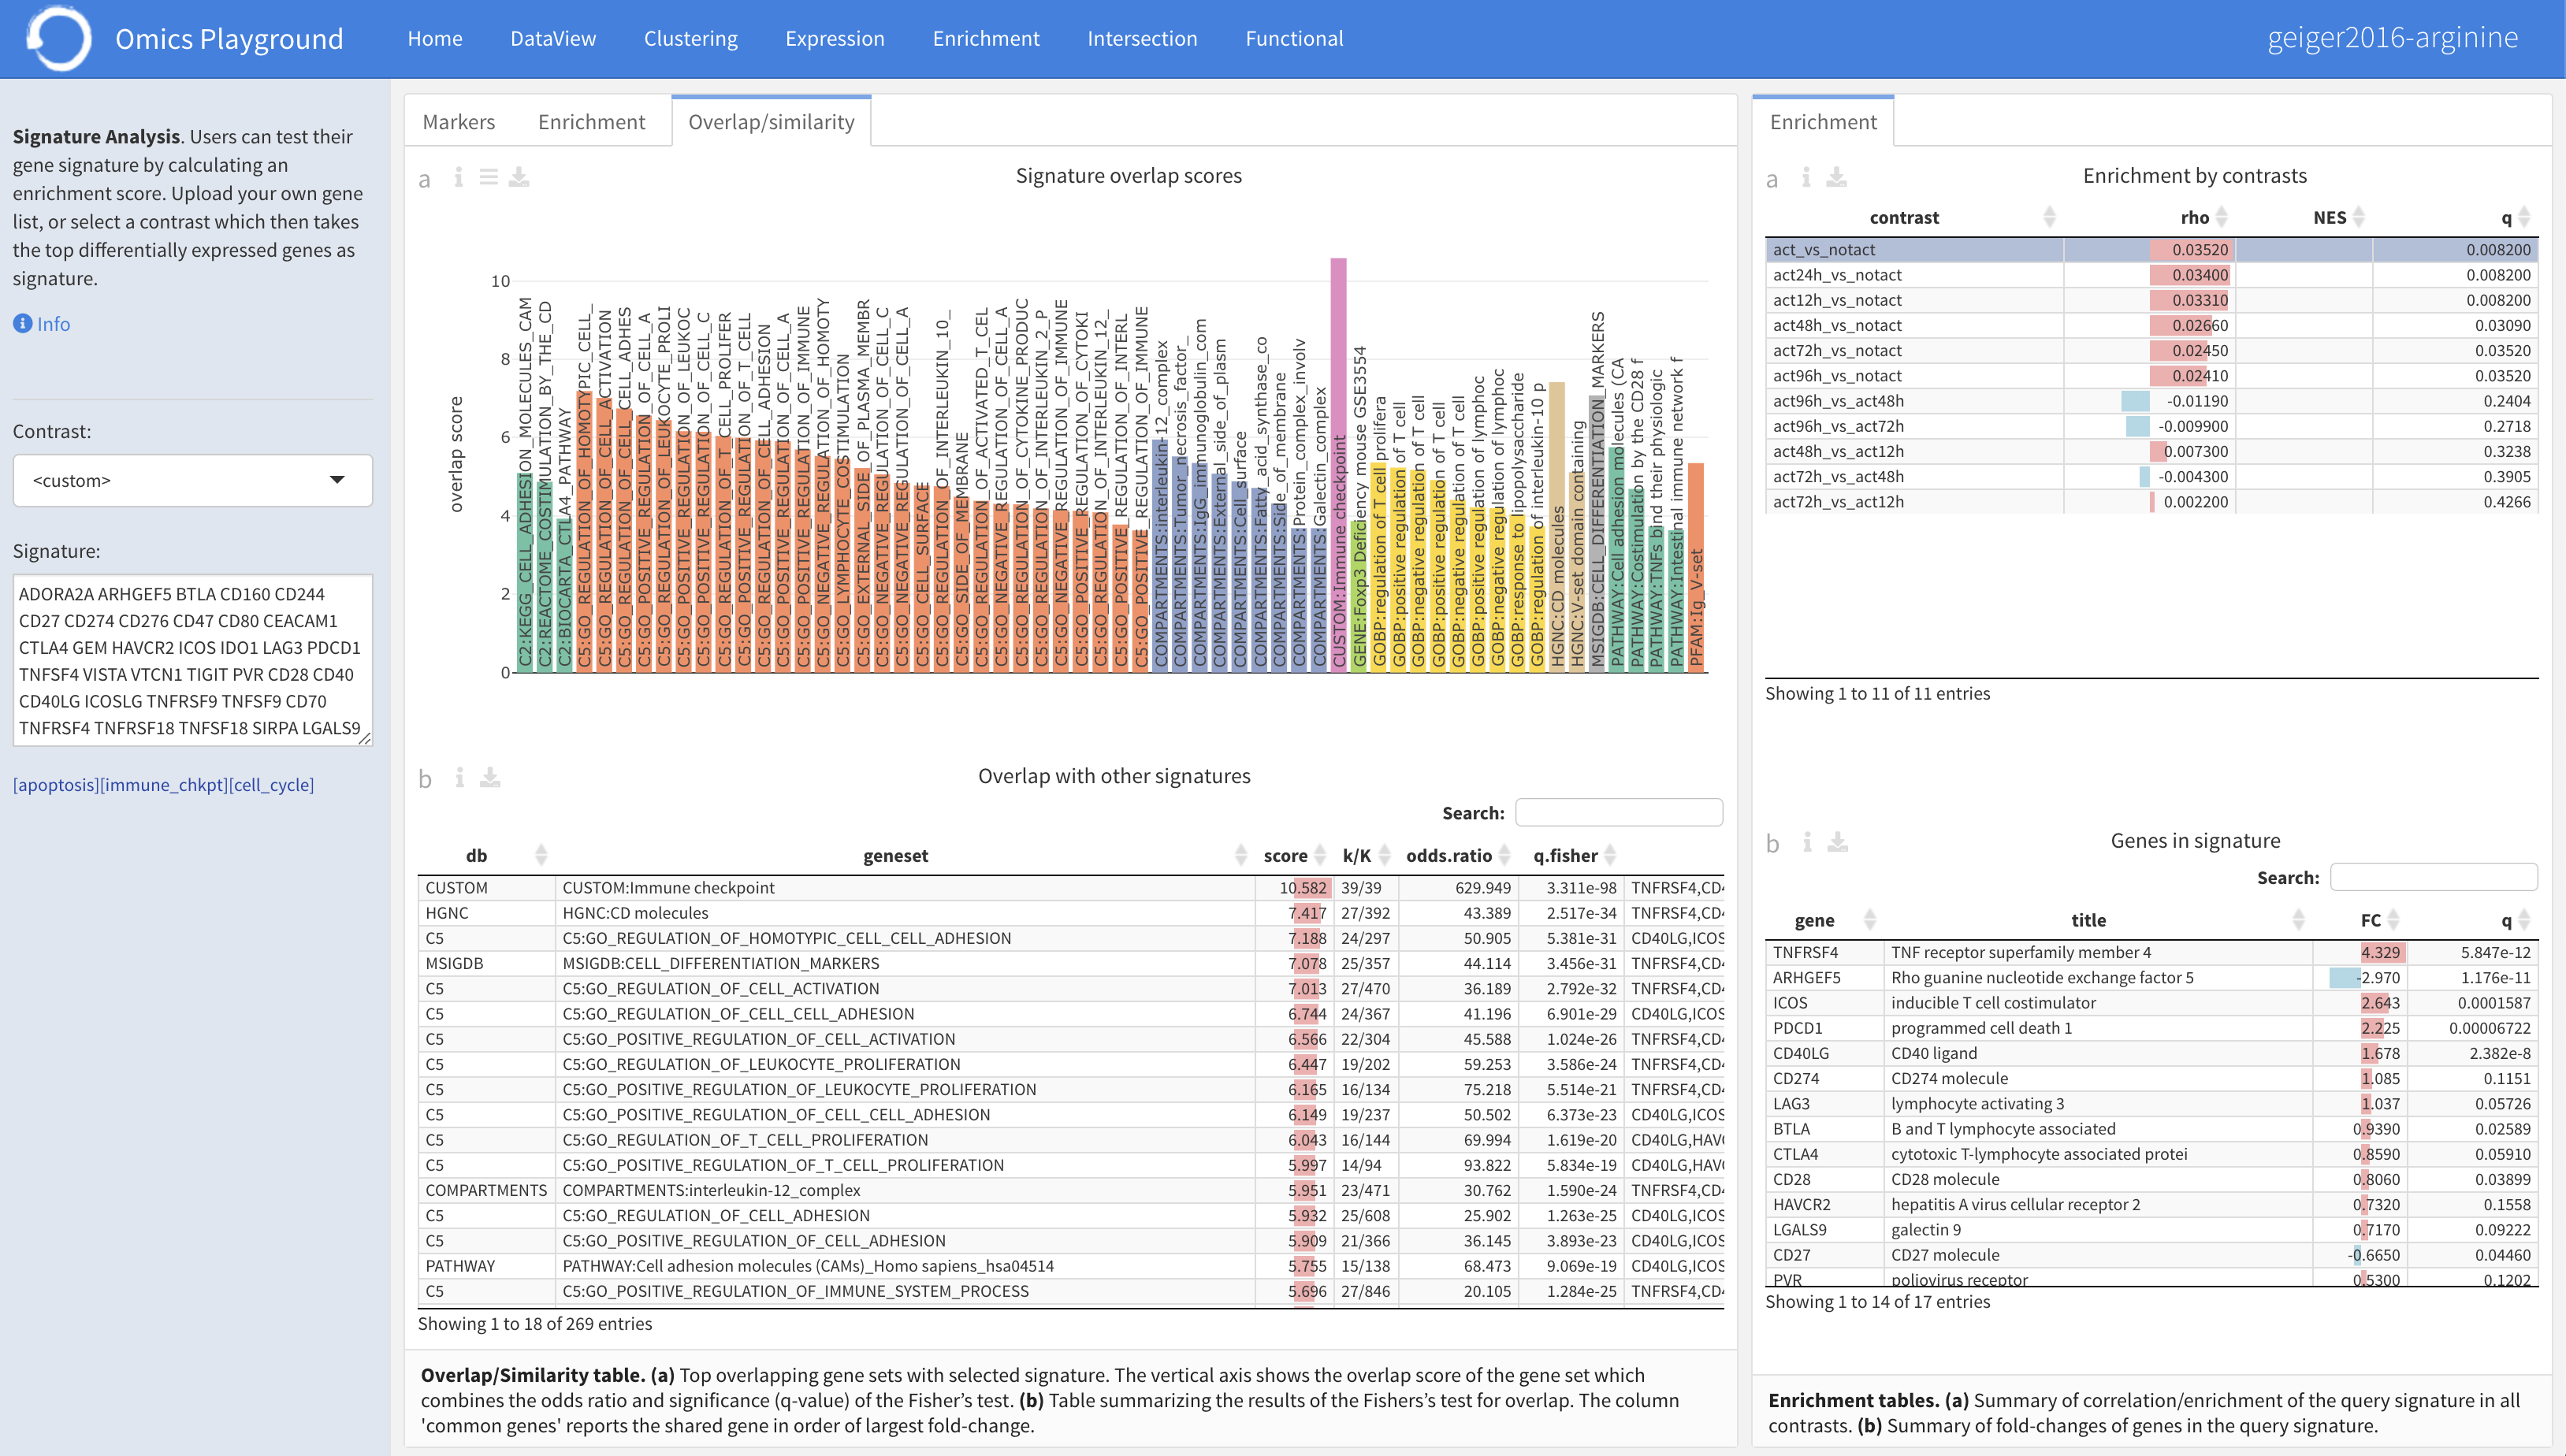 Omics Playground
Home DataView Clustering Expression Enrichment Intersection Functional
geiger2016-arginine
Signature Analysis. Users can test their
gene signature by calculating an
enrichment score. Upload your own gene
list, or select a contrast which then takes
the top differentially expressed genes as
signature.
Info
Contrast:
<custom>
Signature:
ADORA2A ARHGEF5 BTLA CD160 CD244
CD27 CD274 CD276 CD47 CD80 CEACAM1
CTLA4 GEM HAVCR2 ICOS IDO1 LAG3 PDCD1
TNFSF4 VISTA VTCN1 TIGIT PVR CD28 CD40
CD40LG ICOSLG TNFRSF9 TNFSF9 CD70
TNFRSF4 TNFRSF18 TNFSF18 SIRPA LGALS9
[apoptosis][immune_chkpt][cell_cycle]
Markers Enrichment Overlap/similarity
a Signature overlap scores
overlap score
10
8
6
4
2
0
C2:KEGG_CELL_ADHESION_MOLECULES_CAM
C2:REACTOME_COSTIMULATION_BY_THE_CD
C2:BIOCARTA_CTLA4_PATHWAY
C5:GO_REGULATION_OF_HOMOTYPIC_CELL_
C5:GO_REGULATION_OF_CELL_ACTIVATION
C5:GO_REGULATION_OF_CELL_CELL_ADHES
C5:GO_POSITIVE_REGULATION_OF_CELL_A
C5:GO_REGULATION_OF_LEUKOCYTE_PROLI
C5:GO_POSITIVE_REGULATION_OF_LEUKOC
C5:GO_POSITIVE_REGULATION_OF_CELL_C
C5:GO_REGULATION_OF_T_CELL_PROLIFER
C5:GO_POSITIVE_REGULATION_OF_T_CELL
C5:GO_REGULATION_OF_CELL_ADHESION
C5:GO_POSITIVE_REGULATION_OF_CELL_A
C5:GO_POSITIVE_REGULATION_OF_IMMUNE
C5:GO_NEGATIVE_REGULATION_OF_HOMOTY
C5:GO_LYMPHOCYTE_COSTIMULATION
C5:GO_EXTERNAL_SIDE_OF_PLASMA_MEMBR
C5:GO_NEGATIVE_REGULATION_OF_CELL_C
C5:GO_NEGATIVE_REGULATION_OF_CELL_A
C5:GO_CELL_SURFACE
C5:GO_REGULATION_OF_INTERLEUKIN_10_
C5:GO_SIDE_OF_MEMBRANE
C5:GO_REGULATION_OF_ACTIVATED_T_CEL
C5:GO_NEGATIVE_REGULATION_OF_CELL_A
C5:GO_REGULATION_OF_CYTOKINE_PRODUC
C5:GO_REGULATION_OF_INTERLEUKIN_2_P
C5:GO_NEGATIVE_REGULATION_OF_IMMUNE
C5:GO_POSITIVE_REGULATION_OF_CYTOKI
C5:GO_REGULATION_OF_INTERLEUKIN_12_
C5:GO_POSITIVE_REGULATION_OF_INTERL
C5:GO_POSITIVE_REGULATION_OF_IMMUNE
COMPARTMENTS:interleukin-12_complex
COMPARTMENTS:Tumor_necrosis_factor_
COMPARTMENTS:IgG_immunoglobulin_com
COMPARTMENTS:External_side_of_plasm
COMPARTMENTS:Cell_surface
COMPARTMENTS:Fatty_acid_synthase_co
COMPARTMENTS:Side_of_membrane
COMPARTMENTS:Protein_complex_involv
COMPARTMENTS:Galectin_complex
CUSTOM:Immune checkpoint
GENE:Foxp3 Deficiency mouse GSE3554
GOBP:regulation of T cell prolifera
GOBP:positive regulation of T cell
GOBP:negative regulation of T cell
GOBP:postive regulation of T cell
GOBP:negative regulation of T cell
GOBP:positive regulation of lymphoc
GOBP:negative regulation of lymphoc
GOBP:response to lipopolysaccharide
GOBP:regulation of interleukin-10 p
HGNC:CD molecules
HGNC:V-set domain containing
MSIGDB:CELL_DIFFERENTIATION_MARKERS
PATHWAY:Cell adhesion molecules (CA
PATHWAY:Costimulation by the CD28 f
PATHWAY:TNFs bind their physiologic
PATHWAY:Intestinal immune network f
PFAM:Ig_V-set
b Overlap with other signatures
Search:
db geneset score k/K odds.ratio q.fisher
CUSTOM CUSTOM:Immune checkpoint 10.582 39/39 629.949 3.311e-98 TNFRSF4,CD4
HGNC HGNC:CD molecules 7.417 27/392 43.389 2.517e-34 TNFRSF4,CD4
C5 C5:GO_REGULATION_OF_HOMOTYPIC_CELL_CELL_ADHESION 7.188 24/297 50.905 5.381e-31 CD40LG,ICOS
MSIGDB MSIGDB:CELL_DIFFERENTIATION_MARKERS 7.078 25/357 44.114 3.456e-31 TNFRSF4,CD4
C5 C5:GO_REGULATION_OF_CELL_ACTIVATION 7.013 27/470 36.189 2.792e-32 TNFRSF4,CD4
C5 C5:GO_REGULATION_OF_CELL_CELL_ADHESION 6.744 24/367 41.196 6.901e-29 CD40LG,ICOS
C5 C5:GO_POSITIVE_REGULATION_OF_CELL_ACTIVATION 6.566 22/304 45.588 1.024e-26 TNFRSF4,CD4
C5 C5:GO_REGULATION_OF_LEUKOCYTE_PROLIFERATION 6.447 19/202 59.253 3.586e-24 TNFRSF4,CD4
C5 C5:GO_POSITIVE_REGULATION_OF_LEUKOCYTE_PROLIFERATION 6.165 16/134 75.218 5.514e-21 TNFRSF4,CD4
C5 C5:GO_POSITIVE_REGULATION_OF_CELL_CELL_ADHESION 6.149 19/237 50.502 6.373e-23 CD40LG,ICOS
C5 C5:GO_REGULATION_OF_T_CELL_PROLIFERATION 6.043 16/144 69.994 1.619e-20 CD40LG,HAV
C5 C5:GO_POSITIVE_REGULATION_OF_T_CELL_PROLIFERATION 5.997 14/94 93.822 5.834e-19 CD40LG,HAV
COMPARTMENTS COMPARTMENTS:interleukin-12_complex 5.951 23/471 30.762 1.590e-24 TNFRSF4,CD4
C5 C5:GO_REGULATION_OF_CELL_ADHESION 5.932 25/608 25.902 1.263e-25 CD40LG,ICOS
C5 C5:GO_POSITIVE_REGULATION_OF_CELL_ADHESION 5.909 21/366 36.145 3.893e-23 CD40LG,ICOS
PATHWAY PATHWAY:Cell adhesion molecules (CAMs)_Homo sapiens_hsa04514 5.755 15/138 68.473 9.069e-19 CD40LG,ICOS
C5 C5:GO_POSITIVE_REGULATION_OF_IMMUNE_SYSTEM_PROCESS 5.696 27/846 20.105 1.284e-25 TNFRSF4,CD4
Showing 1 to 18 of 269 entries
Overlap/Similarity table. (a) Top overlapping gene sets with selected signature. The vertical axis shows the overlap score of the gene set which
combines the odds ratio and significance (q-value) of the Fisher's test. (b) Table summarizing the results of the Fishers's test for overlap. The column
'common genes' reports the shared gene in order of largest fold-change.
Enrichment
a Enrichment by contrasts
contrast rho NES q
act_vs_notact 0.03520 0.008200
act24h_vs_notact 0.03400 0.008200
act12h_vs_notact 0.03310 0.008200
act48h_vs_notact 0.02660 0.03090
act72h_vs_notact 0.02450 0.03520
act96h_vs_notact 0.02410 0.03520
act96h_vs_act48h -0.01190 0.2404
act96h_vs_act72h -0.009900 0.2718
act48h_vs_act12h 0.007300 0.3238
act72h_vs_act48h -0.004300 0.3905
act72h_vs_act12h 0.002200 0.4266
Showing 1 to 11 of 11 entries
b Genes in signature
Search:
gene title FC q
TNFRSF4 TNF receptor superfamily member 4 4.329 5.847e-12
ARHGEF5 Rho guanine nucleotide exchange factor 5 -2.970 1.176e-11
ICOS inducible T cell costimulator 2.643 0.0001587
PDCD1 programmed cell death 1 2.225 0.00006722
CD40LG CD40 ligand 1.678 2.382e-8
CD274 CD274 molecule 1.085 0.1151
LAG3 lymphocyte activating 3 1.037 0.05726
BTLA B and T lymphocyte associated 0.9390 0.02589
CTLA4 cytotoxic T-lymphocyte associated protei 0.8590 0.05910
CD28 CD28 molecule 0.8060 0.03899
HAVCR2 hepatitis A virus cellular receptor 2 0.7320 0.1558
LGALS9 galectin 9 0.7170 0.09222
CD27 CD27 molecule -0.6650 0.04460
PVR poliovirus receptor 0.5300 0.1202
Showing 1 to 14 of 17 entries
Enrichment tables. (a) Summary of correlation/enrichment of the query signature in all
contrasts. (b) Summary of fold-changes of genes in the query signature.